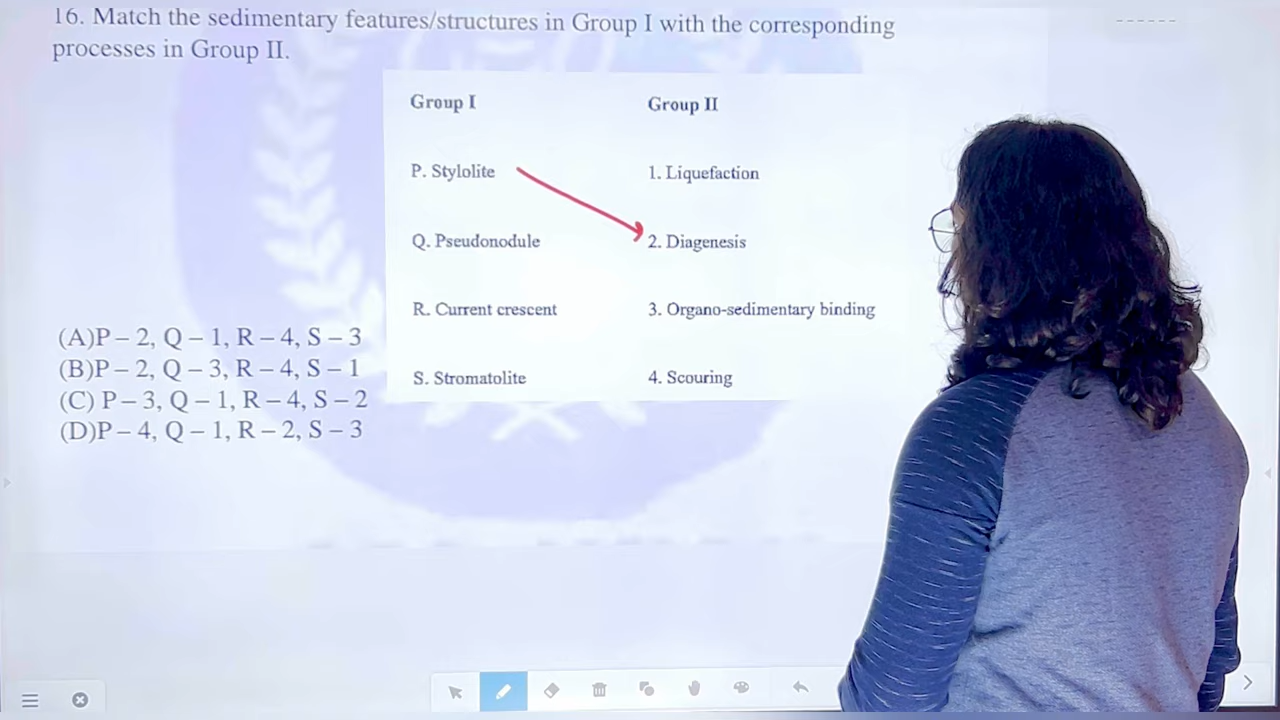 16. Match the sedimentary features/structures in Group I with the corresponding
processes in Group II.
Group I Group II
P. Stylolite 1. Liquefaction
Q. Pseudonodule 2. Diagenesis
R. Current crescent 3. Organo-sedimentary binding
S. Stromatolite 4. Scouring
(A)P – 2, Q – 1, R – 4, S – 3
(B)P – 2, Q – 3, R – 4, S – 1
(C) P – 3, Q – 1, R – 4, S – 2
(D)P – 4, Q – 1, R – 2, S – 3